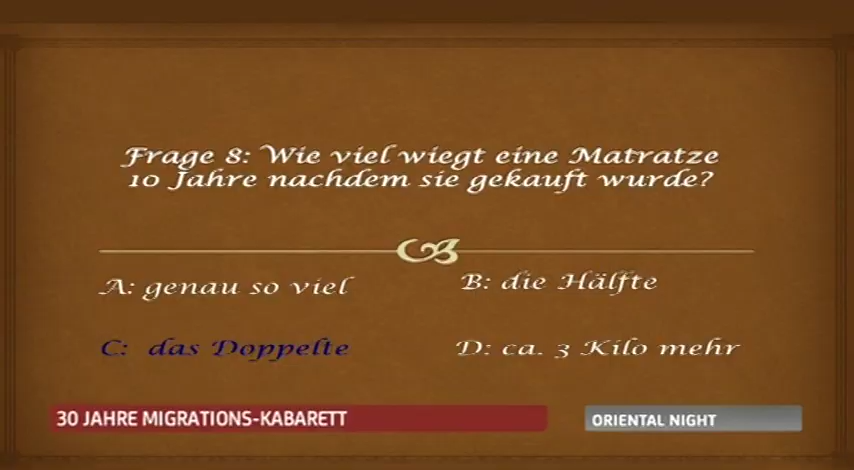 Frage 8: Wie viel wiegt eine Matratze
10 Jahre nachdem sie gekauft wurde?
A: genau so viel
B: die Hälfte
C: das Doppelte
D: ca. 3 Kilo mehr
30 JAHRE MIGRATIONS-KABARETT
ORIENTAL NIGHT